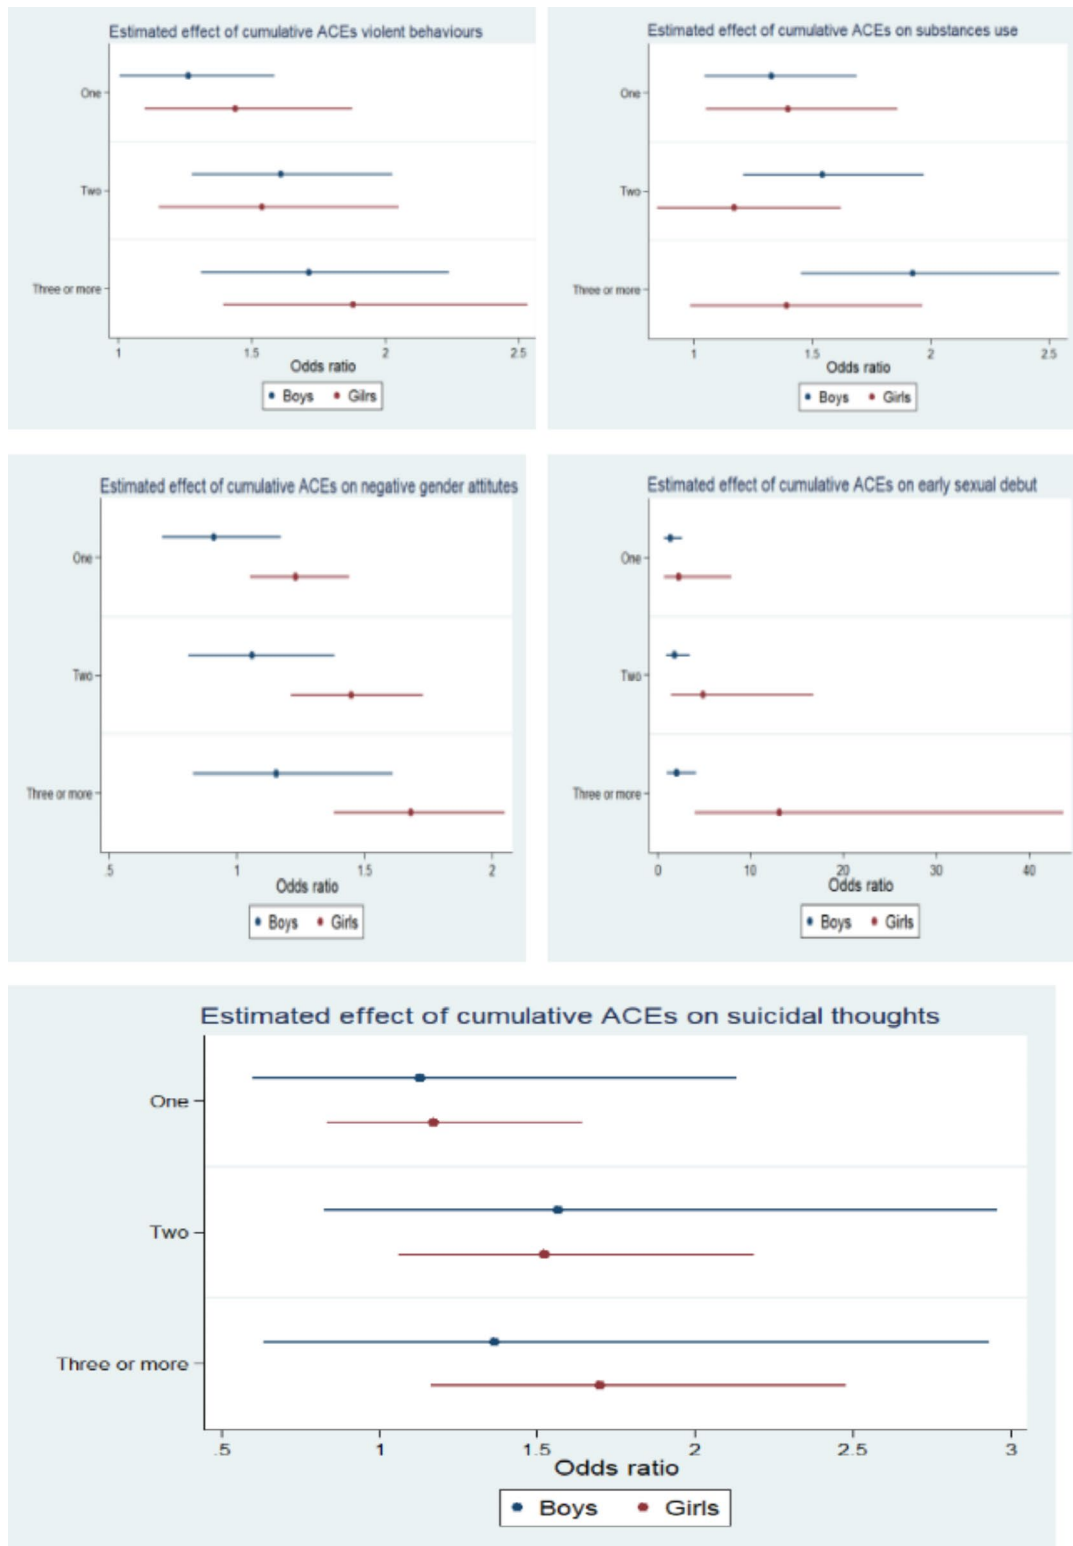 Estimated effect of cumulative ACEs violent behaviours
One
Two
Three or more
1 1.5 2 2.5
Odds ratio
Boys Gilrs
Estimated effect of cumulative ACEs on substances use
One
Two
Three or more
1 1.5 2 2.5
Odds ratio
Boys Girls
Estimated effect of cumulative ACEs on negative gender attitutes
One
Two
Three or more
.5 1 1.5 2
Odds ratio
Boys Girls
Estimated effect of cumulative ACEs on early sexual debut
One
Two
Three or more
0 10 20 30 40
Odds ratio
Boys Girls
Estimated effect of cumulative ACEs on suicidal thoughts
One
Two
Three or more
.5 1 1.5 2 2.5 3
Odds ratio
Boys Girls